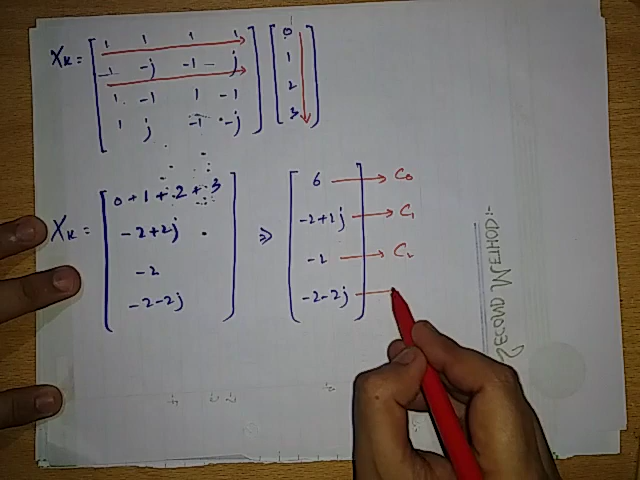 1 1 1 1 0
Xk = 1 -j -1 j 1
1 -1 1 -1 2
1 j -1 -j 3
0+1+2+3 6 → C0
Xk = -2+2j ⇒ -2+2j → C1
-2 -2 → C2
-2-2j -2-2j
SECOND METHOD:-